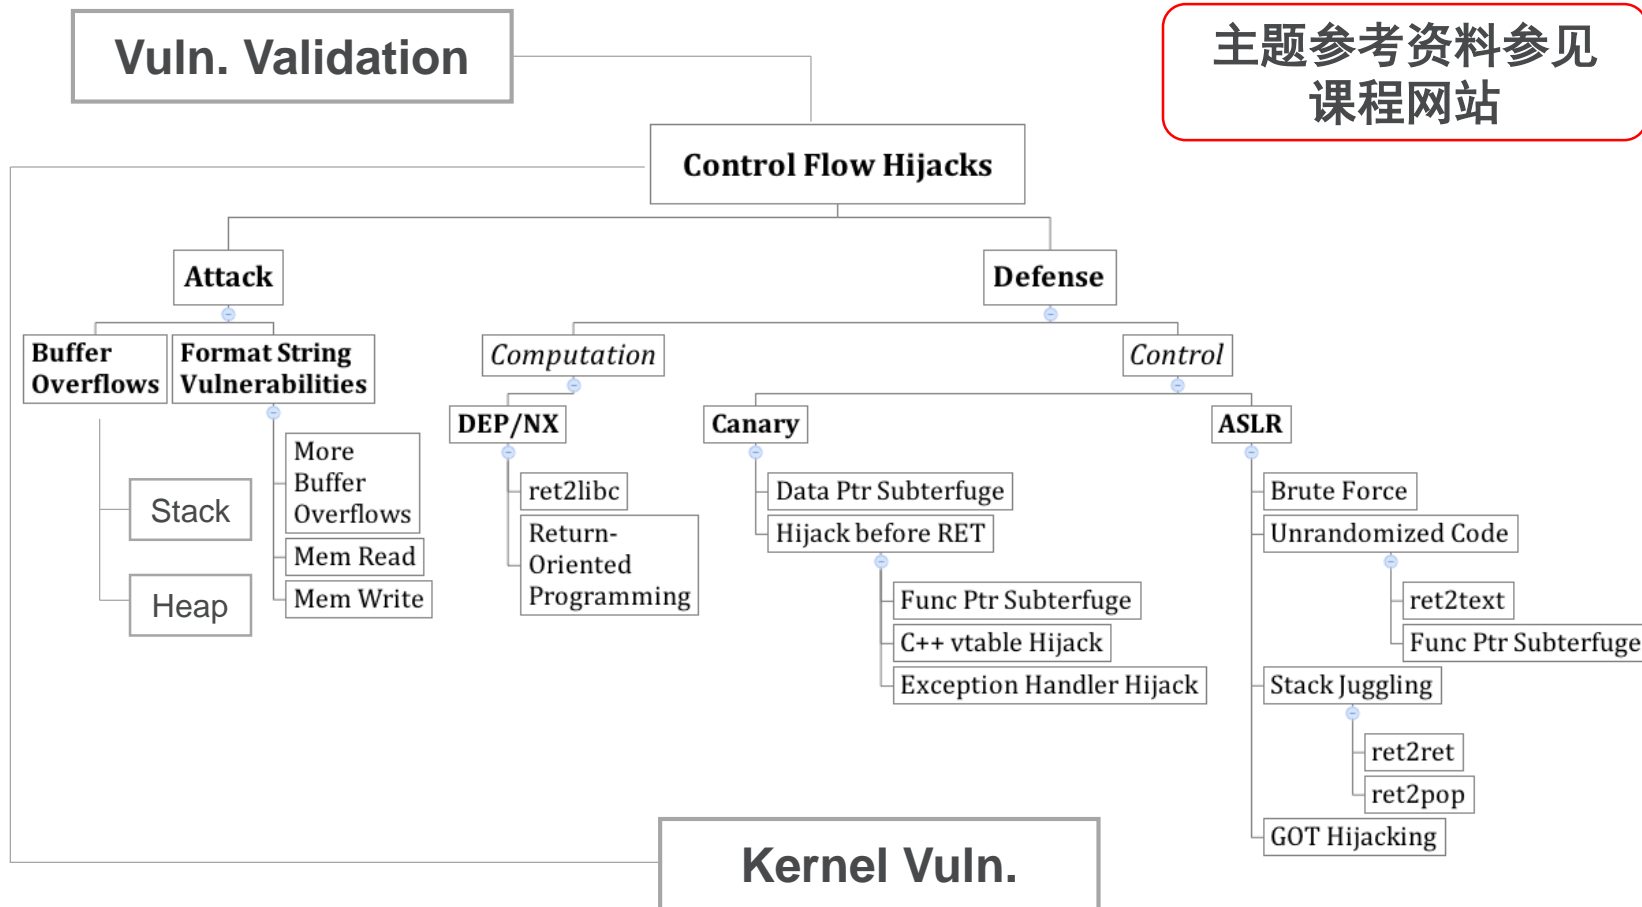 Vuln. Validation
主题参考资料参见
课程网站
Control Flow Hijacks
Attack
Defense
Buffer
Overflows
Format String
Vulnerabilities
Computation
Control
DEP/NX
Canary
ASLR
More
Buffer
Overflows
Mem Read
Mem Write
Stack
Heap
ret2libc
Return-
Oriented
Programming
Data Ptr Subterfuge
Hijack before RET
Func Ptr Subterfuge
C++ vtable Hijack
Exception Handler Hijack
Brute Force
Unrandomized Code
ret2text
Func Ptr Subterfuge
Stack Juggling
ret2ret
ret2pop
GOT Hijacking
Kernel Vuln.